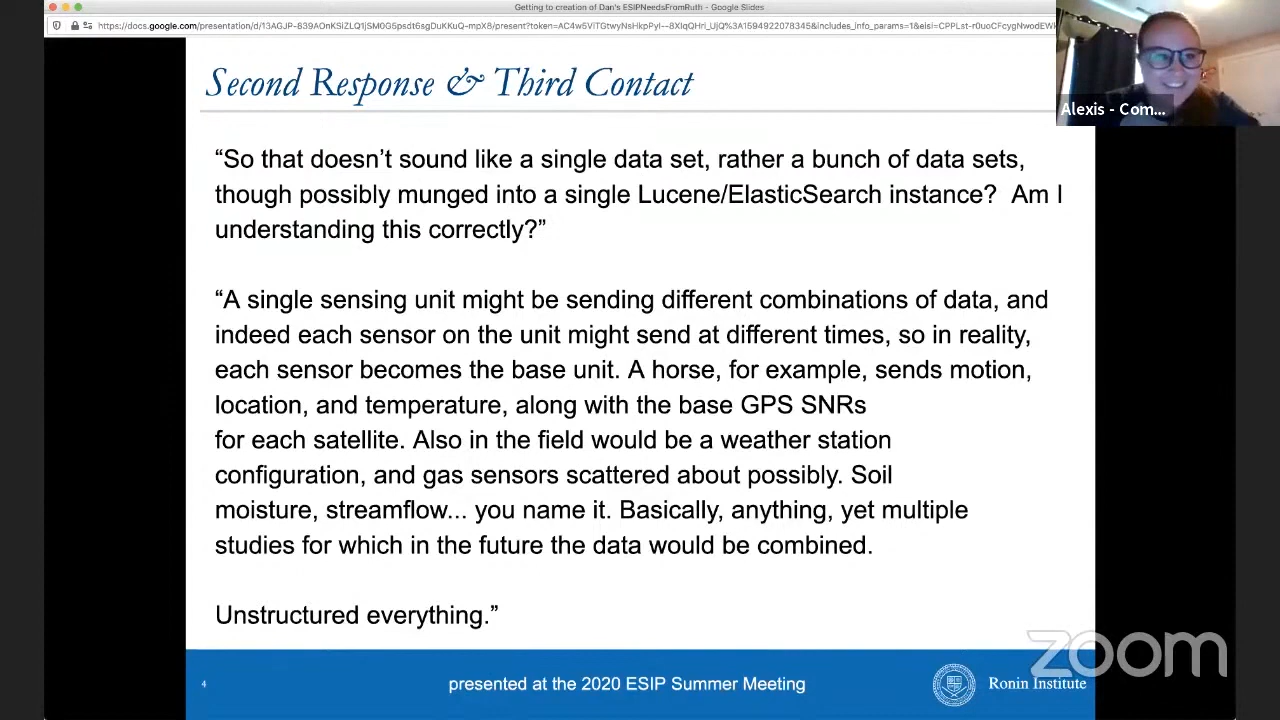 Getting to creation of Dan's ESIPNeedsFromRuth - Google Slides
Alexis - Com...
Second Response & Third Contact
“So that doesn’t sound like a single data set, rather a bunch of data sets,
though possibly munged into a single Lucene/ElasticSearch instance?  Am I
understanding this correctly?”
“A single sensing unit might be sending different combinations of data, and
indeed each sensor on the unit might send at different times, so in reality,
each sensor becomes the base unit. A horse, for example, sends motion,
location, and temperature, along with the base GPS SNRs
for each satellite. Also in the field would be a weather station
configuration, and gas sensors scattered about possibly. Soil
moisture, streamflow... you name it. Basically, anything, yet multiple
studies for which in the future the data would be combined.
Unstructured everything.”
zoom
4
presented at the 2020 ESIP Summer Meeting
Ronin Institute